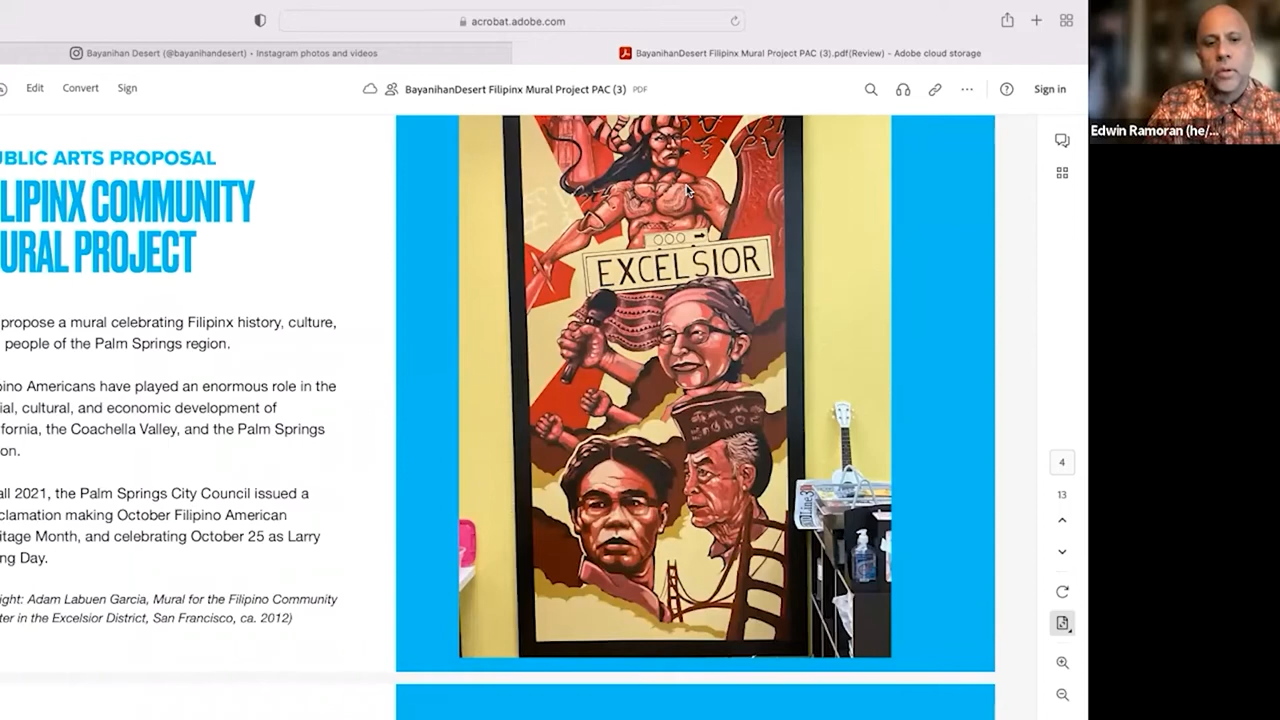 acrobat.adobe.com
Bayanihan Desert (@bayanihandesert) • Instagram photos and videos
BayanihanDesert Filipinx Mural Project PAC (3).pdf(Review) – Adobe cloud storage
Edit
Convert
Sign
BayanihanDesert Filipinx Mural Project PAC (3) PDF
Sign in
Edwin Ramoran (he/...
UBLIC ARTS PROPOSAL
LIPINX COMMUNITY
URAL PROJECT
propose a mural celebrating Filipinx history, culture,
people of the Palm Springs region.
pino Americans have played an enormous role in the
ial, cultural, and economic development of
ifornia, the Coachella Valley, and the Palm Springs
on.
all 2021, the Palm Springs City Council issued a
clamation making October Filipino American
itage Month, and celebrating October 25 as Larry
ng Day.
ight: Adam Labuen Garcia, Mural for the Filipino Community
ter in the Excelsior District, San Francisco, ca. 2012)
EXCELSIOR
4
13